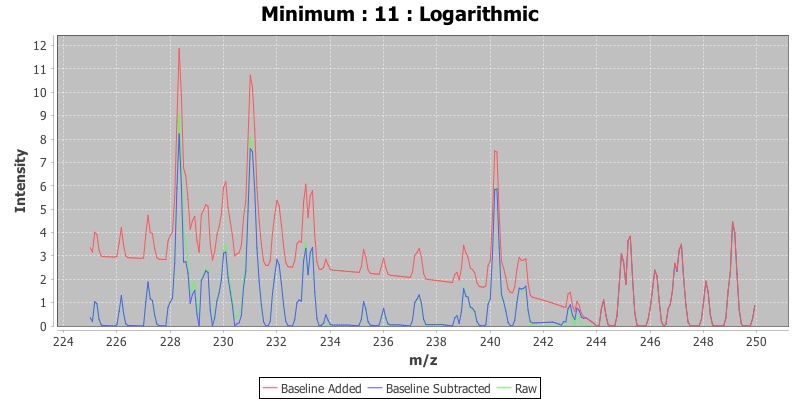 Minimum : 11 : Logarithmic
Intensity
12
11
10
9
8
7
6
5
4
3
2
1
0
224 226 228 230 232 234 236 238 240 242 244 246 248 250
m/z
Baseline Added Baseline Subtracted Raw